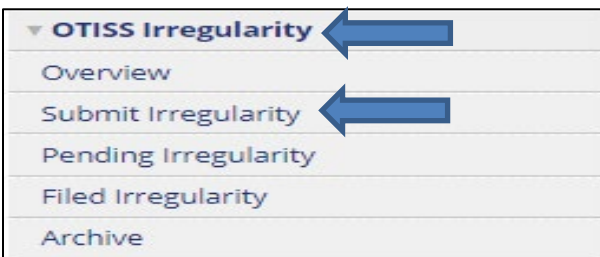 OTISS Irregularity
Overview
Submit Irregularity
Pending Irregularity
Filed Irregularity
Archive